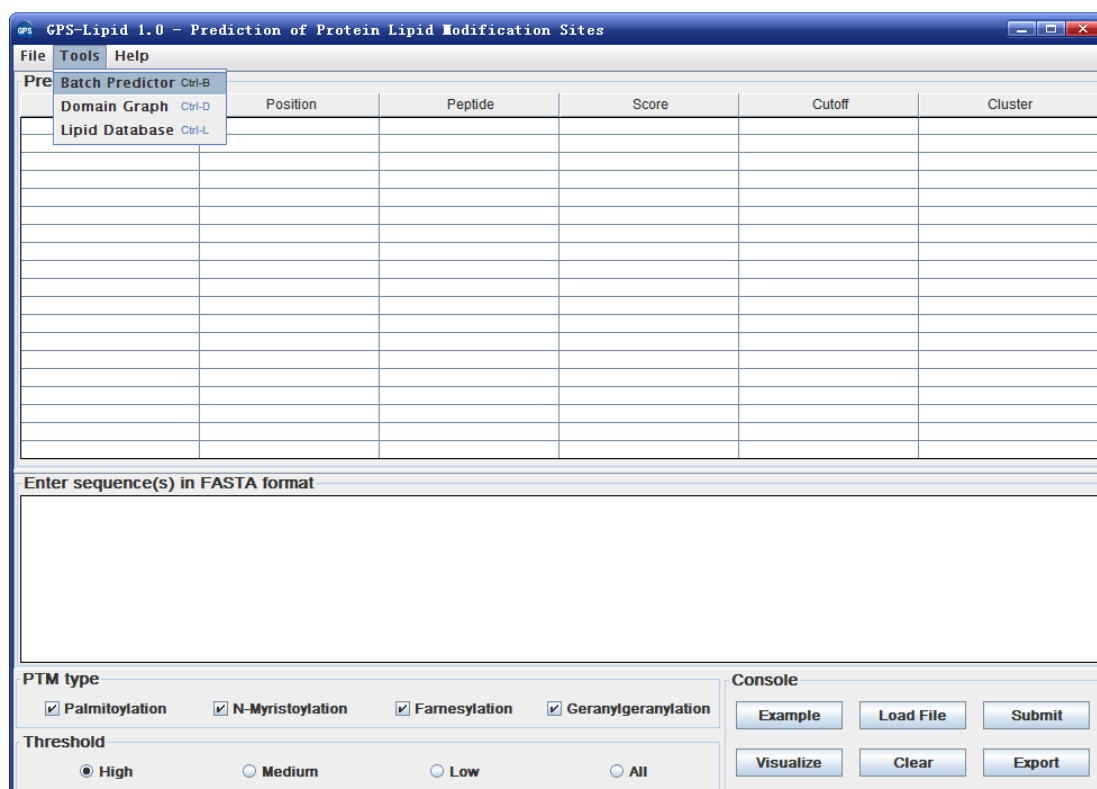 GPS GPS-Lipid 1.0 - Prediction of Protein Lipid Modification Sites
File Tools Help
Pre
Batch Predictor Ctrl-B
Domain Graph Ctrl-D
Lipid Database Ctrl-L
Position Peptide Score Cutoff Cluster
Enter sequence(s) in FASTA format
PTM type
Palmitoylation N-Myristoylation Farnesylation Geranylgeranylation
Threshold
High Medium Low All
Console
Example Load File Submit
Visualize Clear Export